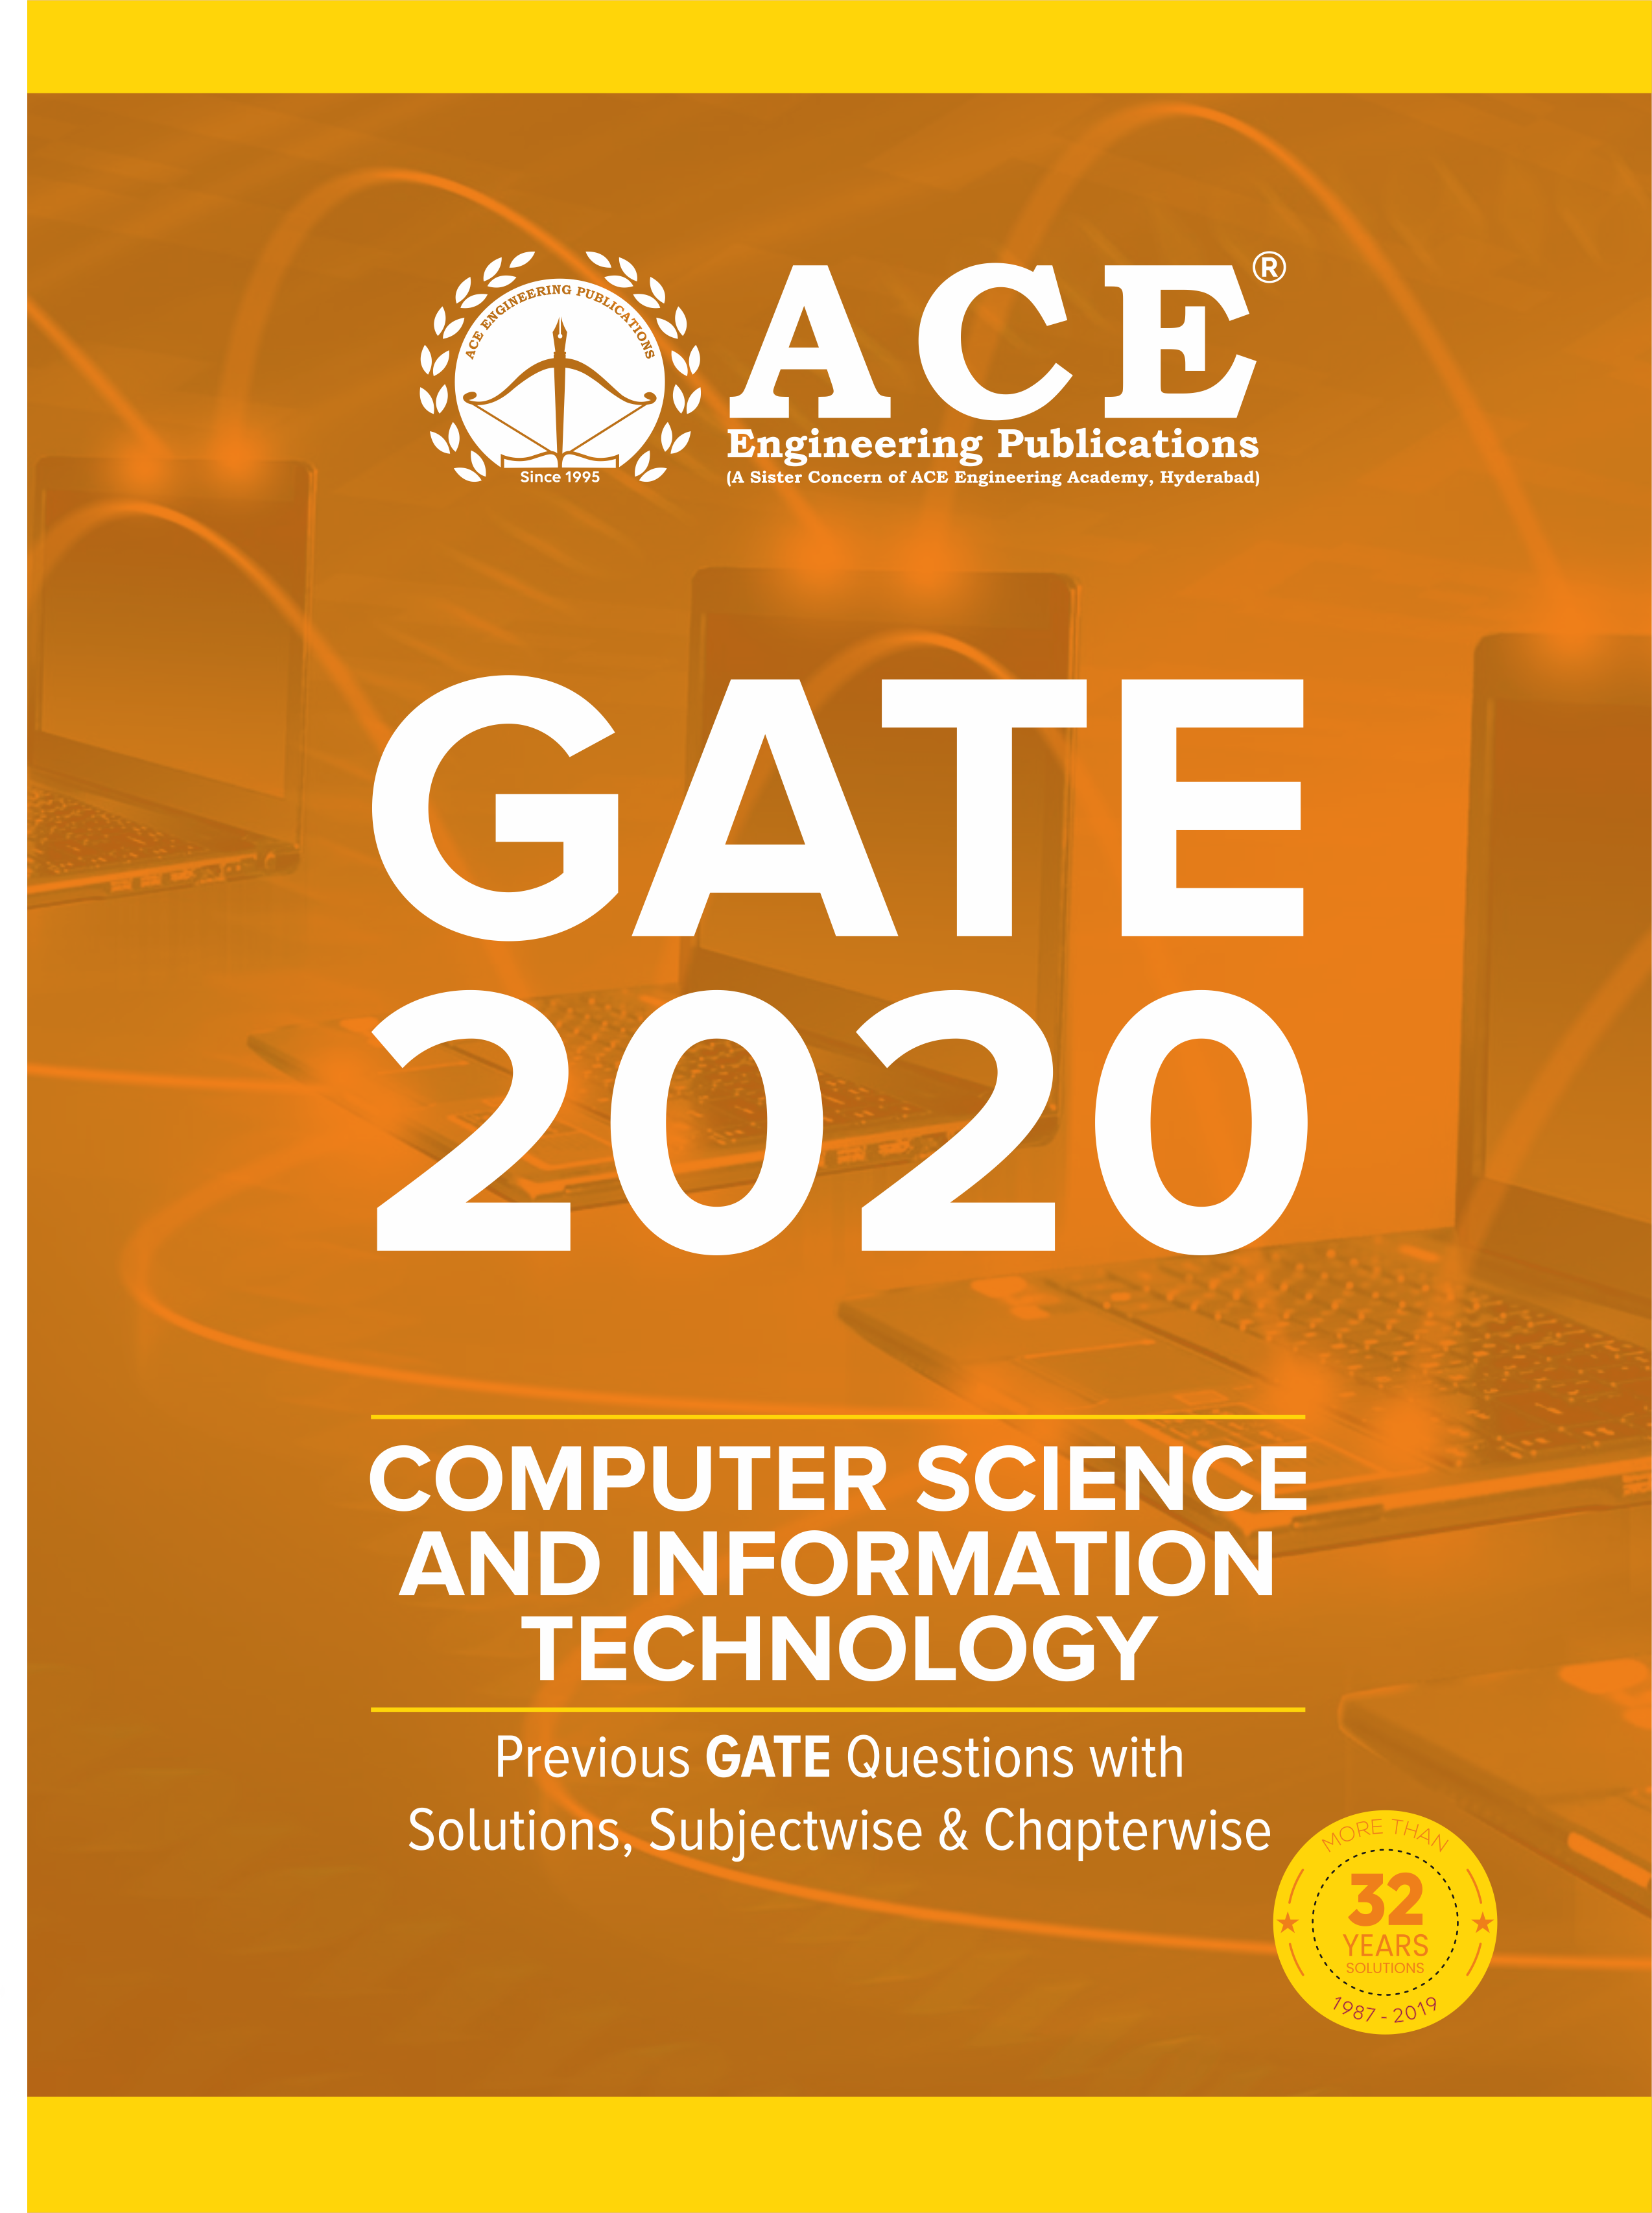 ACE ENGINEERING PUBLICATIONS
Since 1995
ACE®
Engineering Publications
(A Sister Concern of ACE Engineering Academy, Hyderabad)
GATE
2020
COMPUTER SCIENCE
AND INFORMATION
TECHNOLOGY
Previous GATE Questions with
Solutions, Subjectwise & Chapterwise
MORE THAN
32
YEARS
SOLUTIONS
1987 - 2019